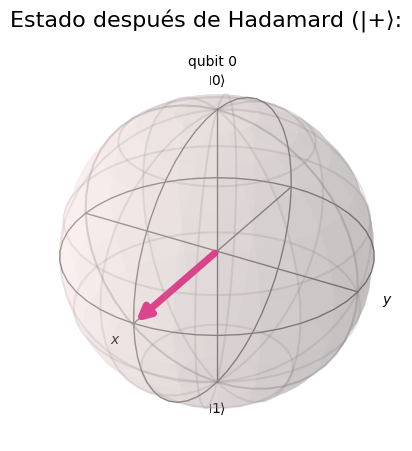 Estado después de Hadamard (|+⟩:
qubit 0
|0⟩
y
x
|1⟩